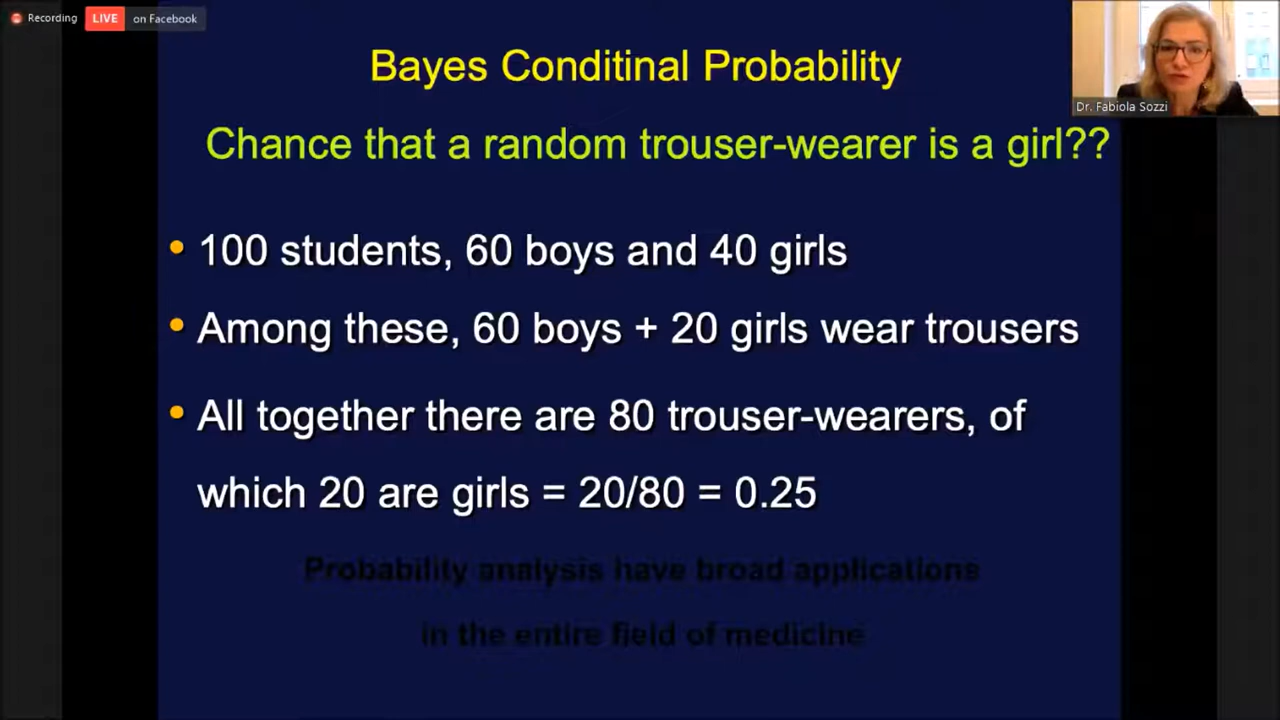 Recording
LIVE on Facebook
Bayes Conditinal Probability
Dr. Fabiola Sozzi
Chance that a random trouser-wearer is a girl??
• 100 students, 60 boys and 40 girls
• Among these, 60 boys + 20 girls wear trousers
• All together there are 80 trouser-wearers, of
which 20 are girls = 20/80 = 0.25
Probability analysis have broad applications
in the entire field of medicine